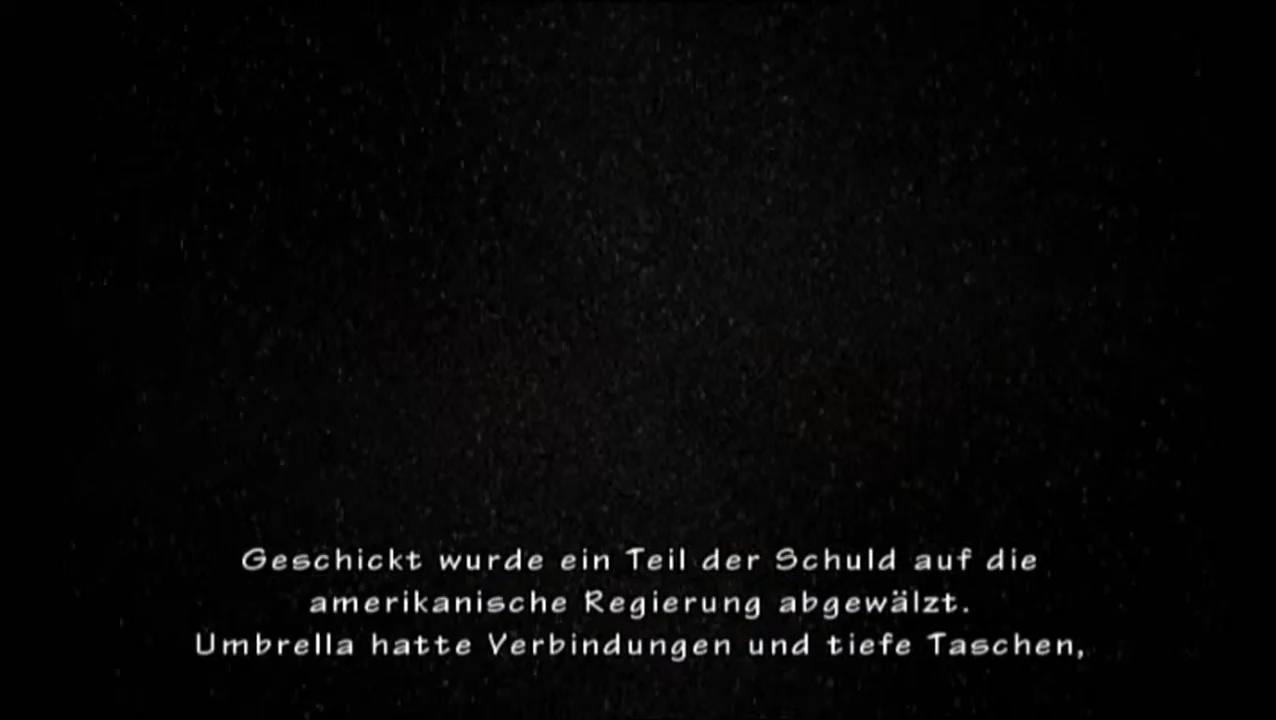 Geschickt wurde ein Teil der Schuld auf die
amerikanische Regierung abgewälzt.
Umbrella hatte Verbindungen und tiefe Taschen,